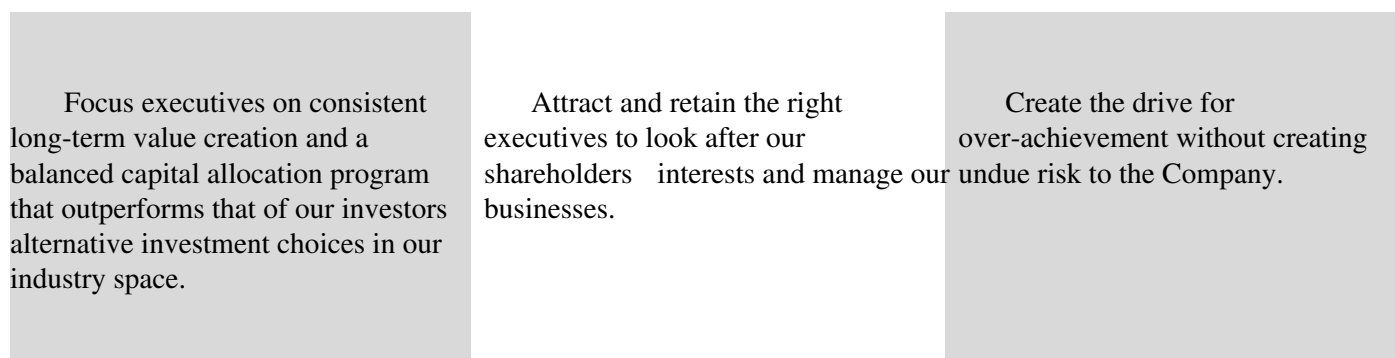 Focus executives on consistent
long-term value creation and a
balanced capital allocation program
that outperforms that of our investors
alternative investment choices in our
industry space.
Attract and retain the right
executives to look after our
shareholders interests and manage our
businesses.
Create the drive for
over-achievement without creating
undue risk to the Company.